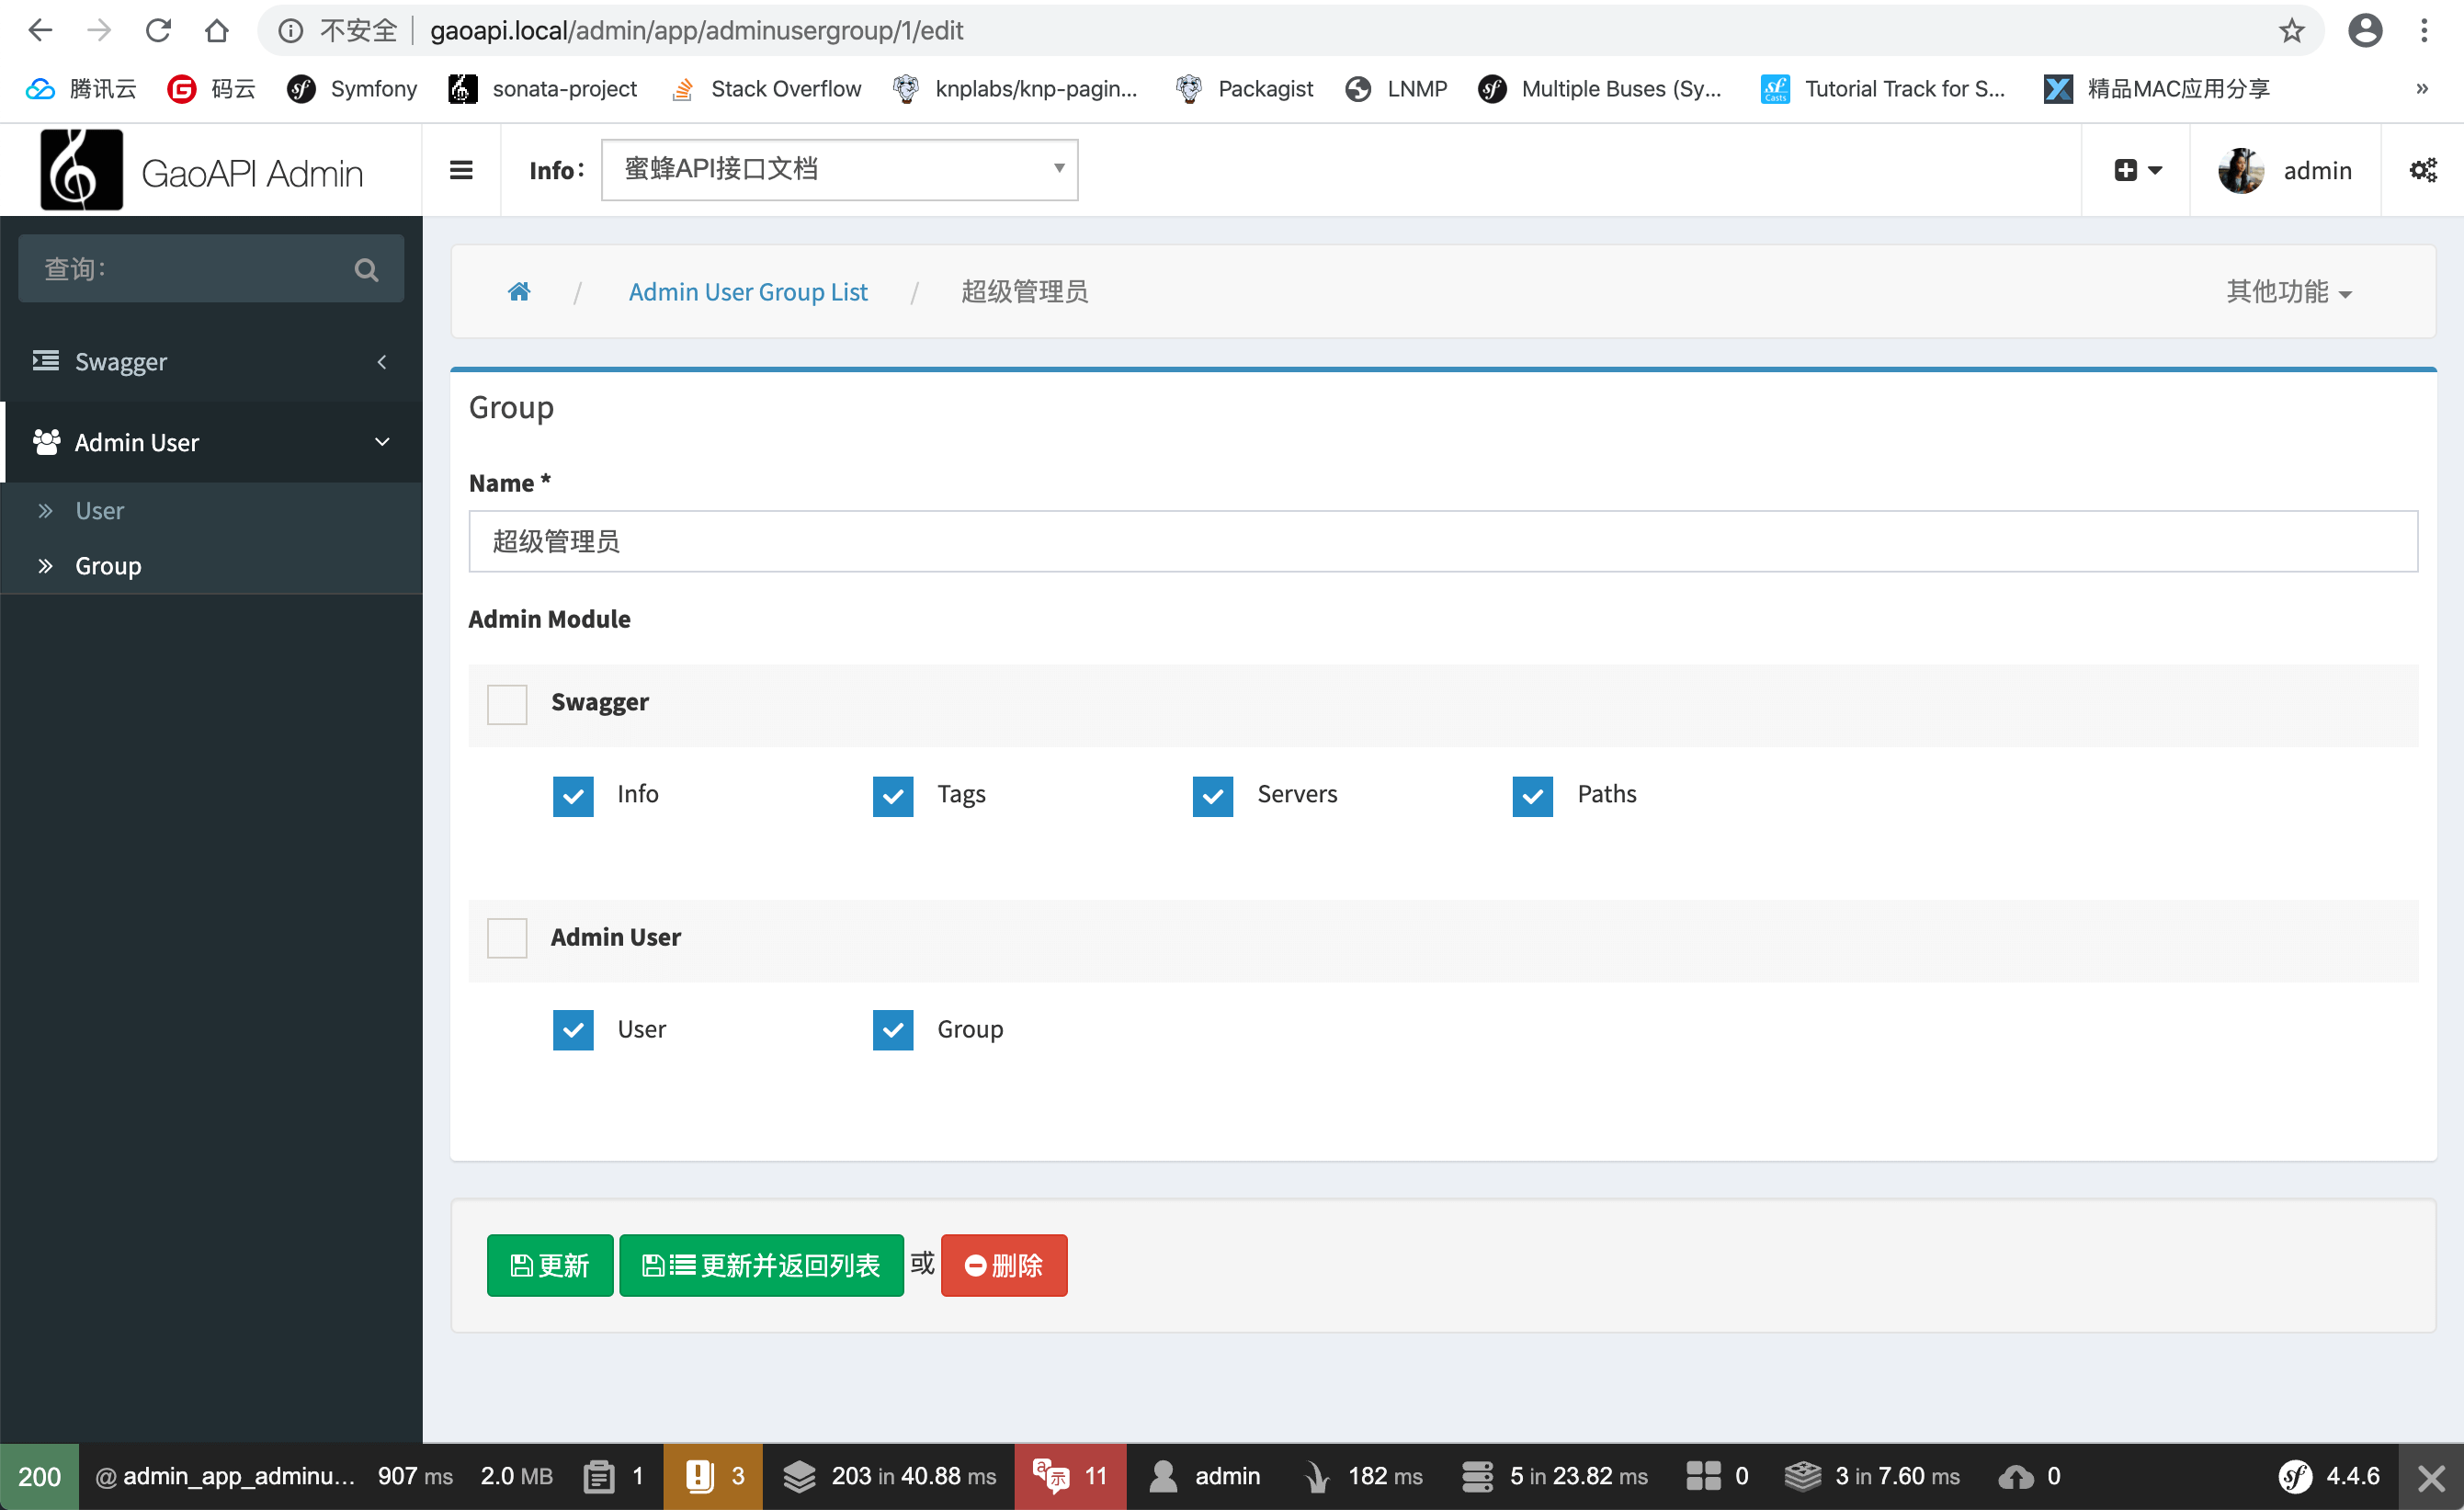 不安全 gaoapi.local/admin/app/adminusergroup/1/edit
腾讯云 码云 Symfony sonata-project Stack Overflow knplabs/knp-pagin... Packagist LNMP Multiple Buses (Sy... Tutorial Track for S... 精品MAC应用分享 »
GaoAPI Admin Info: 蜜蜂API接口文档 admin
查询:
/ Admin User Group List / 超级管理员 其他功能
Swagger
Admin User
User
Group
Group
Name *
超级管理员
Admin Module
Swagger
Info Tags Servers Paths
Admin User
User Group
更新 更新并返回列表 或 删除
200 @ admin_app_adminu... 907 ms 2.0 MB 1 3 203 in 40.88 ms 11 admin 182 ms 5 in 23.82 ms 0 3 in 7.60 ms 0 4.4.6